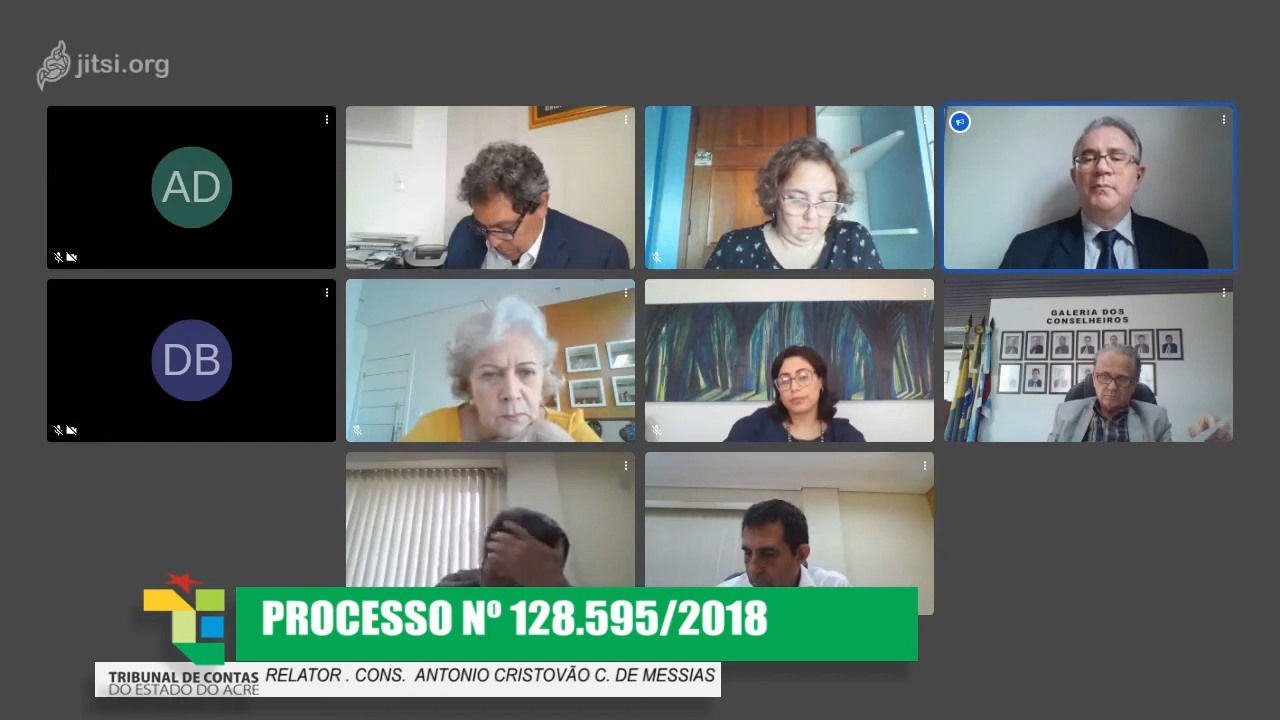 jitsi.org
AD
DB
GALERIA DOS
CONSELHEIROS
PROCESSO Nº 128.595/2018
TRIBUNAL DE CONTAS
DO ESTADO DO ACRE
RELATOR . CONS. ANTONIO CRISTOVÃO C. DE MESSIAS